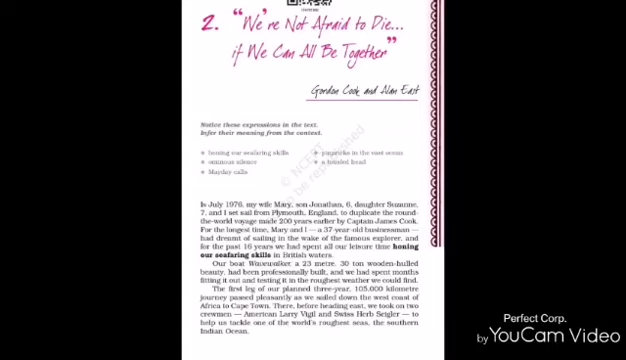 2. "We're Not Afraid to Die...
if We Can All Be Together"
Gordon Cook and Alan East
Notice these expressions in the text.
Infer their meaning from the context.
honing our seafaring skills
pinpricks in the vast ocean
ominous silence
a tousled head
Mayday calls
© NCERT
be republished
In July 1976, my wife Mary, son Jonathan, 6, daughter Suzanne,
7, and I set sail from Plymouth, England, to duplicate the round-
the-world voyage made 200 years earlier by Captain James Cook.
For the longest time, Mary and I — a 37-year-old businessman —
had dreamt of sailing in the wake of the famous explorer, and
for the past 16 years we had spent all our leisure time honing
our seafaring skills in British waters.
Our boat Wavewalker, a 23 metre, 30 ton wooden-hulled
beauty, had been professionally built, and we had spent months
fitting it out and testing it in the roughest weather we could find.
The first leg of our planned three-year, 105,000 kilometre
journey passed pleasantly as we sailed down the west coast of
Africa to Cape Town. There, before heading east, we took on two
crewmen — American Larry Vigil and Swiss Herb Seigler — to
help us tackle one of the world's roughest seas, the southern
Indian Ocean.
Perfect Corp.
by YouCam Video